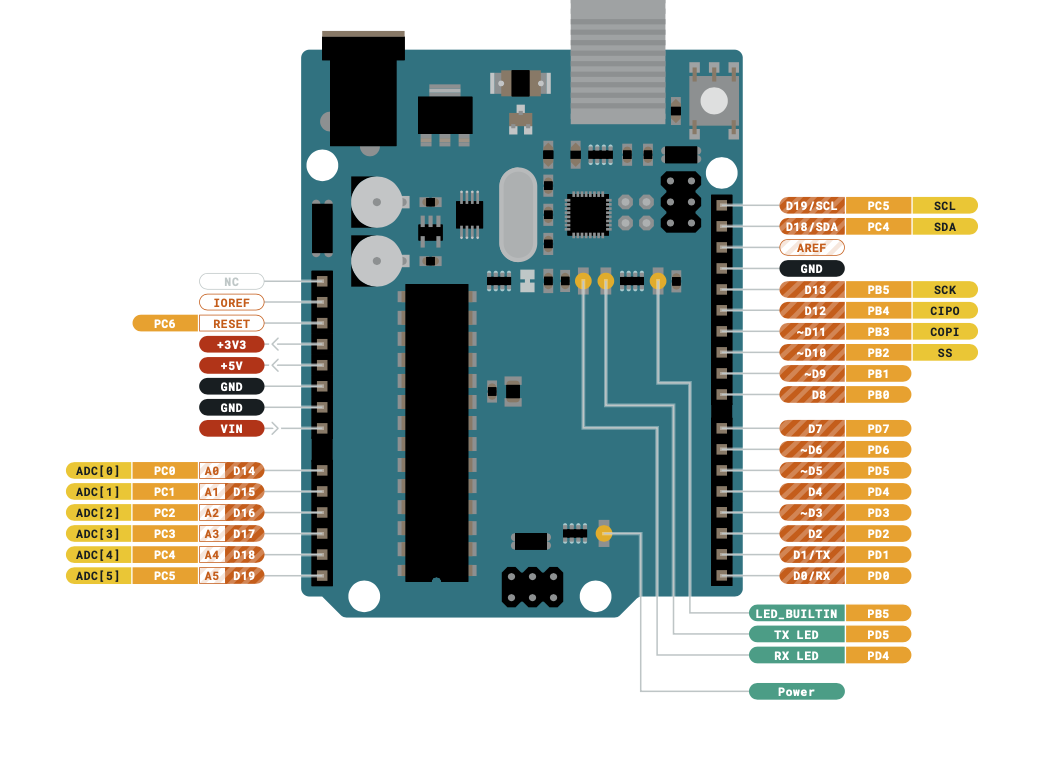 NC
IOREF
PC6 RESET
+3V3
+5V
GND
GND
VIN
ADC[0] PC0 A0 D14
ADC[1] PC1 A1 D15
ADC[2] PC2 A2 D16
ADC[3] PC3 A3 D17
ADC[4] PC4 A4 D18
ADC[5] PC5 A5 D19
D19/SCL PC5 SCL
D18/SDA PC4 SDA
AREF
GND
D13 PB5 SCK
D12 PB4 CIPO
~D11 PB3 COPI
~D10 PB2 SS
~D9 PB1
D8 PB0
D7 PD7
~D6 PD6
~D5 PD5
D4 PD4
~D3 PD3
D2 PD2
D1/TX PD1
D0/RX PD0
LED_BUILTIN PB5
TX LED PD5
RX LED PD4
Power